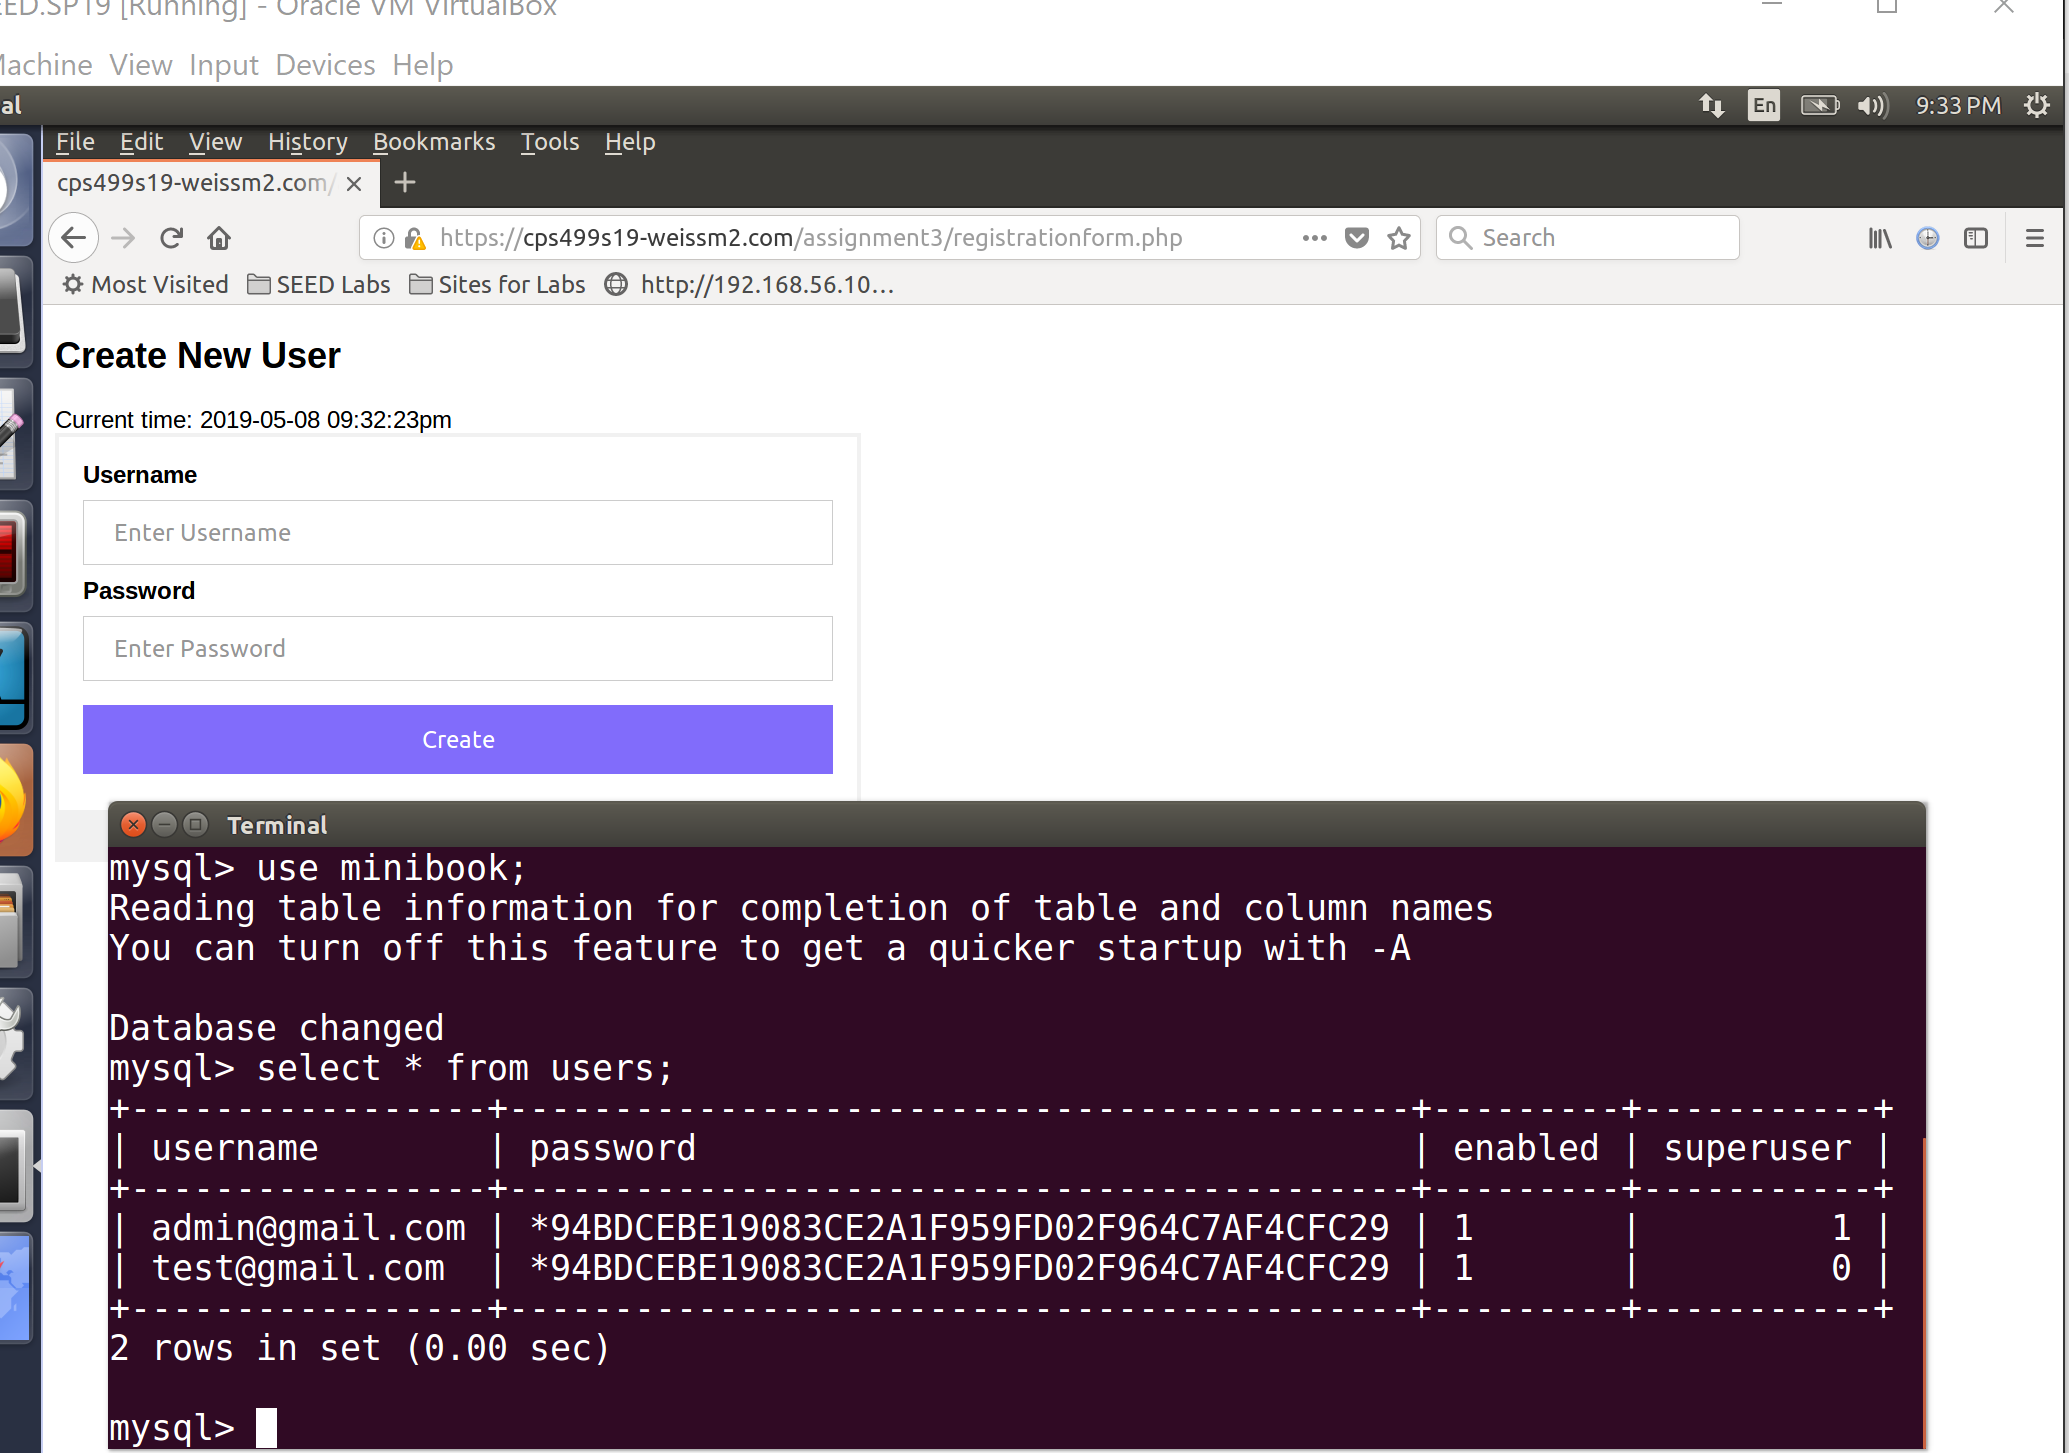 EED.SP19 [Running] - Oracle VM VirtualBox
Machine View Input Devices Help
al En 9:33 PM
File Edit View History Bookmarks Tools Help
cps499s19-weissm2.com/
https://cps499s19-weissm2.com/assignment3/registrationform.php Search
Most Visited SEED Labs Sites for Labs http://192.168.56.10...
Create New User
Current time: 2019-05-08 09:32:23pm
Username
Enter Username
Password
Enter Password
Create
Terminal
mysql> use minibook;
Reading table information for completion of table and column names
You can turn off this feature to get a quicker startup with -A
Database changed
mysql> select * from users;
+-----------------+-------------------------------------------+---------+-----------+
| username        | password                                  | enabled | superuser |
+-----------------+-------------------------------------------+---------+-----------+
| admin@gmail.com | *94BDCEBE19083CE2A1F959FD02F964C7AF4CFC29 | 1       |         1 |
| test@gmail.com  | *94BDCEBE19083CE2A1F959FD02F964C7AF4CFC29 | 1       |         0 |
+-----------------+-------------------------------------------+---------+-----------+
2 rows in set (0.00 sec)
mysql>